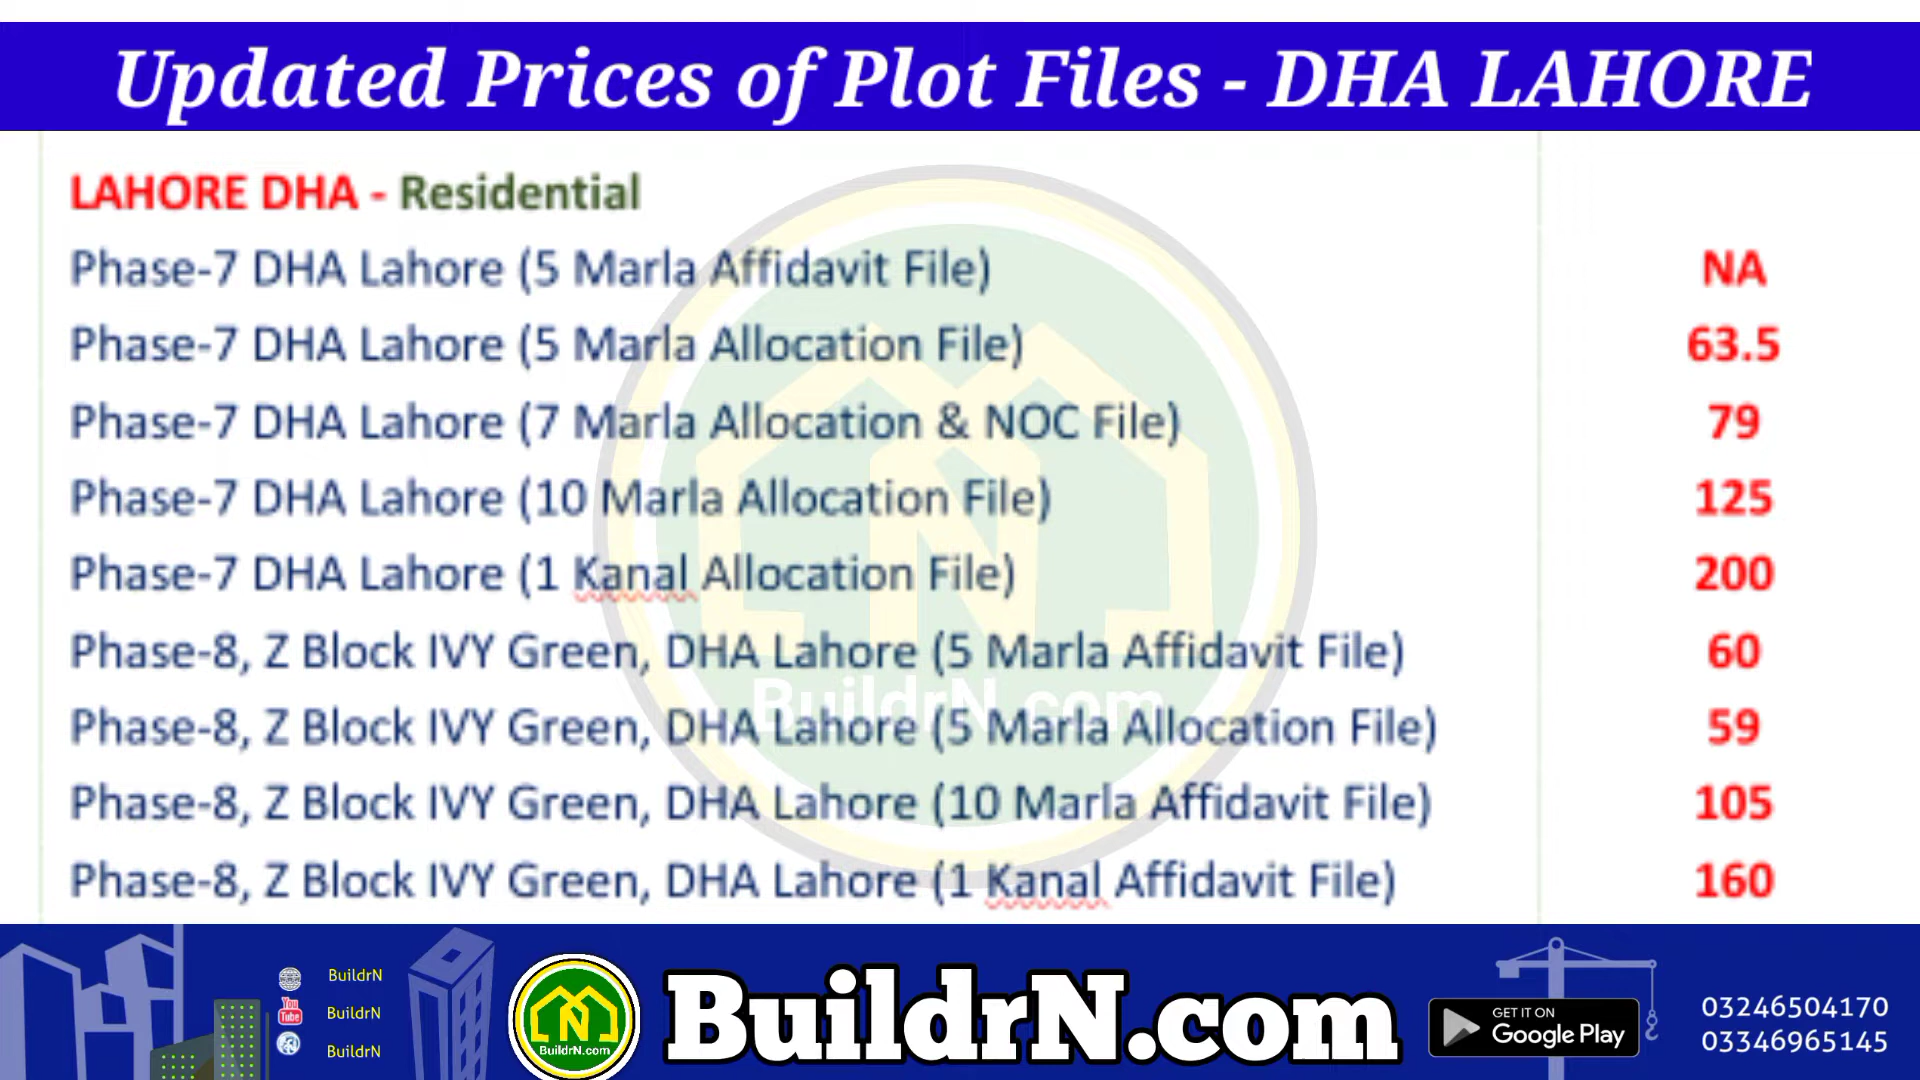 Updated Prices of Plot Files - DHA LAHORE
LAHORE DHA - Residential
Phase-7 DHA Lahore (5 Marla Affidavit File) NA
Phase-7 DHA Lahore (5 Marla Allocation File) 63.5
Phase-7 DHA Lahore (7 Marla Allocation & NOC File) 79
Phase-7 DHA Lahore (10 Marla Allocation File) 125
Phase-7 DHA Lahore (1 Kanal Allocation File) 200
Phase-8, Z Block IVY Green, DHA Lahore (5 Marla Affidavit File) 60
BuildrN.com
Phase-8, Z Block IVY Green, DHA Lahore (5 Marla Allocation File) 59
Phase-8, Z Block IVY Green, DHA Lahore (10 Marla Affidavit File) 105
Phase-8, Z Block IVY Green, DHA Lahore (1 Kanal Affidavit File) 160
BuildrN
You Tube BuildrN
BuildrN
BuildrN.com
BuildrN.com
GET IT ON
Google Play
03246504170
03346965145